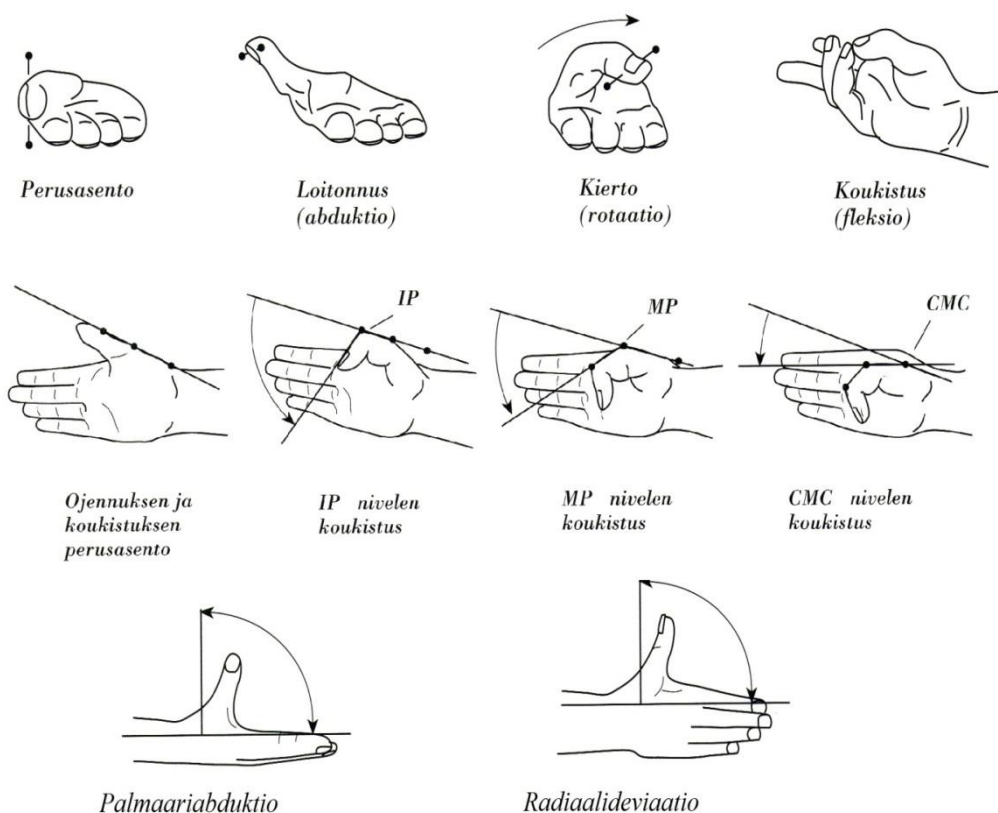 Perusasento
Loitonnus
(abduktio)
Kierto
(rotaatio)
Koukistus
(fleksio)
IP
MP
CMC
Ojennuksen ja
koukistuksen
perusasento
IP nivelen
koukistus
MP nivelen
koukistus
CMC nivelen
koukistus
Palmaariabduktio
Radiaalideviaatio